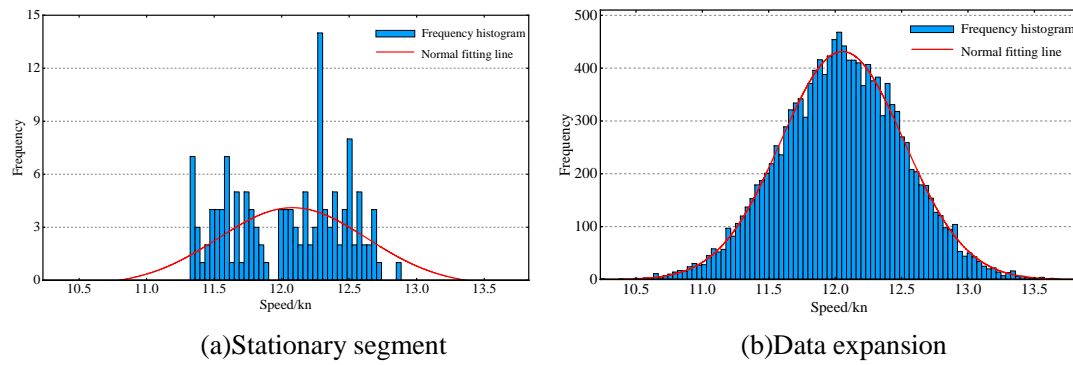 15
12
9
6
3
0
Frequency
Frequency histogram
Normal fitting line
10.5 11.0 11.5 12.0 12.5 13.0 13.5
Speed/kn
(a)Stationary segment
500
400
300
200
100
0
Frequency
Frequency histogram
Normal fitting line
10.5 11.0 11.5 12.0 12.5 13.0 13.5
Speed/kn
(b)Data expansion